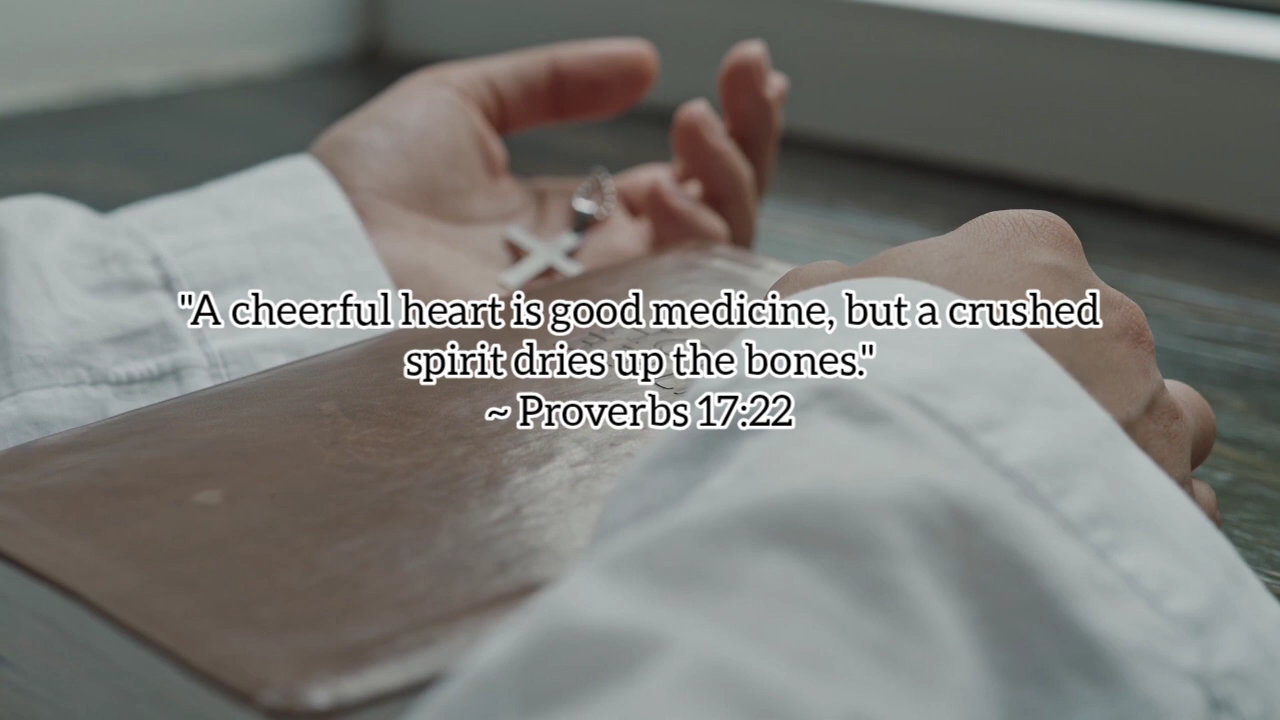 "A cheerful heart is good medicine, but a crushed
spirit dries up the bones."
~ Proverbs 17:22